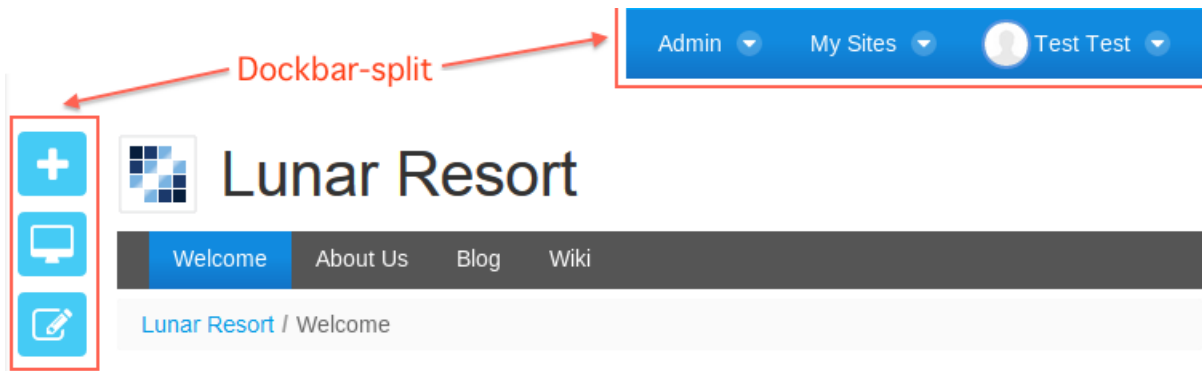 Admin My Sites Test Test
Dockbar-split
Lunar Resort
Welcome About Us Blog Wiki
Lunar Resort / Welcome